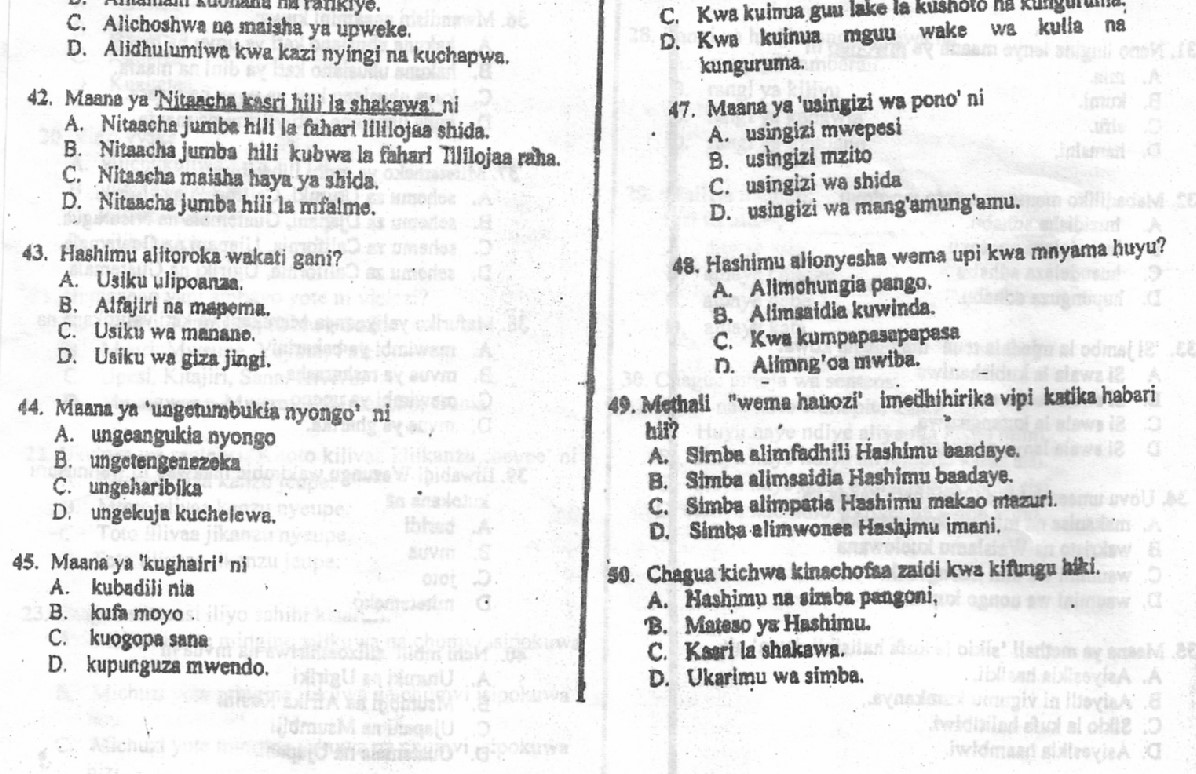 C. Alichoshwa na maisha ya upweke.
D. Alidhulumiwa kwa kazi nyingi na kuchapwa.
42. Maana ya 'Nitaacha kasri hili la shakawa' ni
A. Nitaacha jumba hili la fahari lililojaa shida.
B. Nitaacha jumba hili kubwa la fahari lililojaa raha.
C. Nitaacha maisha haya ya shida.
D. Nitaacha jumba hili la mfalme.
43. Hashimu alitoroka wakati gani?
A. Usiku ulipoanza.
B. Alfajiri na mapema.
C. Usiku wa manane.
D. Usiku wa giza jingi.
44. Maana ya 'ungetumbukia nyongo' ni
A. ungeangukia nyongo
B. ungetengenezeka
C. ungeharibika
D. ungekuja kuchelewa.
45. Maana ya 'kughairi' ni
A. kubadili nia
B. kufa moyo
C. kuogopa sana
D. kupunguza mwendo.
C. Kwa kuinua guu lake la kushoto na kunguruma;
D. Kwa kuinua mguu wake wa kulia na
kunguruma.
47. Maana ya 'usingizi wa pono' ni
A. usingizi mwepesi
B. usingizi mzito
C. usingizi wa shida
D. usingizi wa mang'amung'amu.
48. Hashimu alionyesha wema upi kwa mnyama huyu?
A. Alimchungia pango.
B. Alimsaidia kuwinda.
C. Kwa kumpapasapapasa
D. Alimng'oa mwiba.
49. Methali "wema hauozi' imedhihirika vipi katika habari
hii?
A. Simba alimfadhili Hashimu baadaye.
B. Simba alimsaidia Hashimu baadaye.
C. Simba alimpatia Hashimu makao mazuri.
D. Simba alimwonea Hashimu imani.
50. Chagua kichwa kinachofaa zaidi kwa kifungu hiki.
A. Hashimu na simba pangoni.
B. Mateso ya Hashimu.
C. Kasri la shakawa.
D. Ukarimu wa simba.